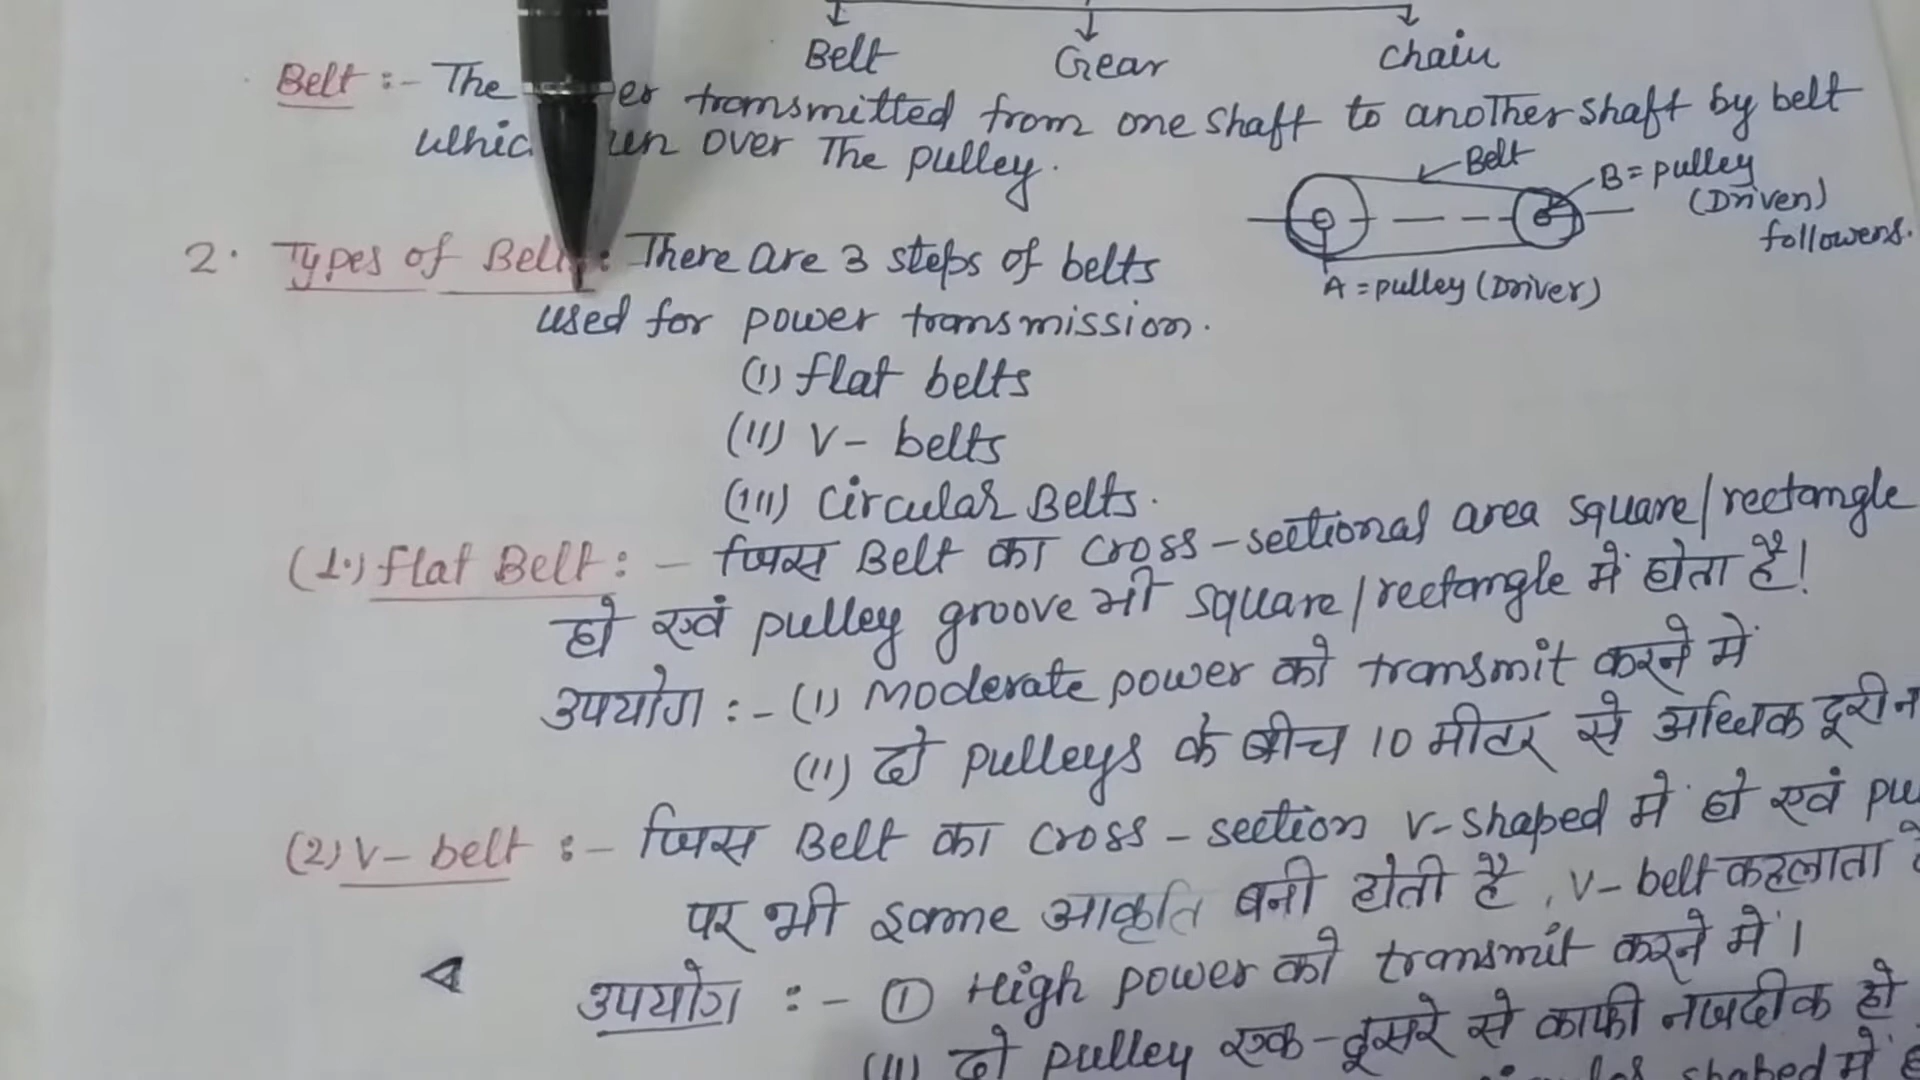 Belt Gear Chain
Belt :- The er transmitted from one shaft to another shaft by belt
which un over The pulley.
Belt
B = pulley
(Driven)
followers.
A = pulley (Driver)
2. Types of Belt : There are 3 steps of belts
used for power transmission.
(I) flat belts
(II) V- belts
(III) Circular Belts.
(1.) flat Belt : - जिस Belt का cross-sectional area square/rectangle
हो एवं pulley groove भी square/rectangle में होता है!
उपयोग :- (I) Moderate power को transmit करने में
(II) दो pulleys के बीच 10 मीटर से अधिक दूरी न
(2) V- belt :- जिस Belt का cross-section V-shaped में हो एवं pu
पर भी same आकृति बनी होती है, V-belt कहलाता
उपयोग :- (I) High power को transmit करने में।
(II) दो pulley एक-दूसरे से काफी नजदीक हो
shaped में